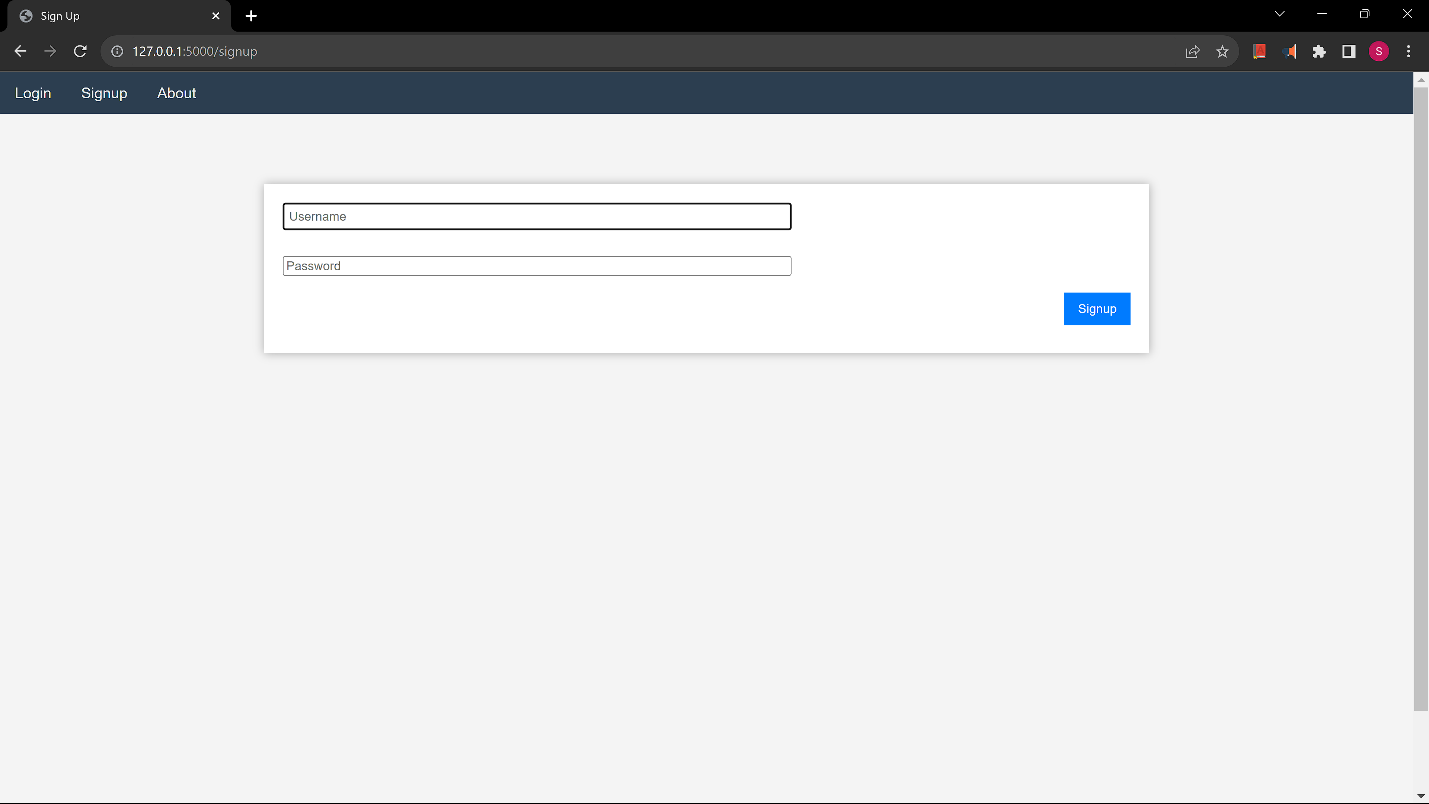 Sign Up
127.0.0.1:5000/signup
S
Login Signup About
Username
Password
Signup